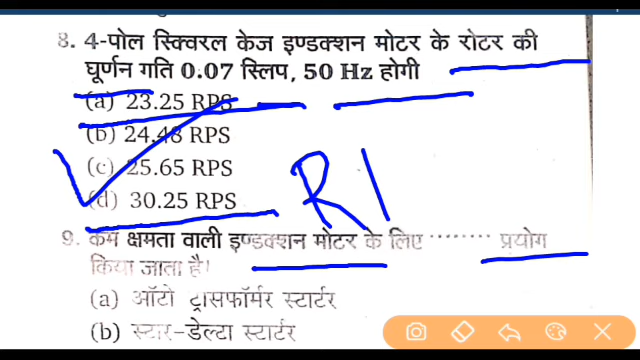 8. 4-पोल स्क्विरल केज इण्डक्शन मोटर के रोटर की
घूर्णन गति 0.07 स्लिप, 50 Hz होगी
(a) 23.25 RPS
(b) 24.48 RPS
(c) 25.65 RPS
(d) 30.25 RPS
R
9. कम क्षमता वाली इण्डक्शन मोटर के लिए ........ प्रयोग
किया जाता है।
(a) ऑटो ट्रासफॉर्मर स्टार्टर
(b) स्टार-डेल्टा स्टार्टर